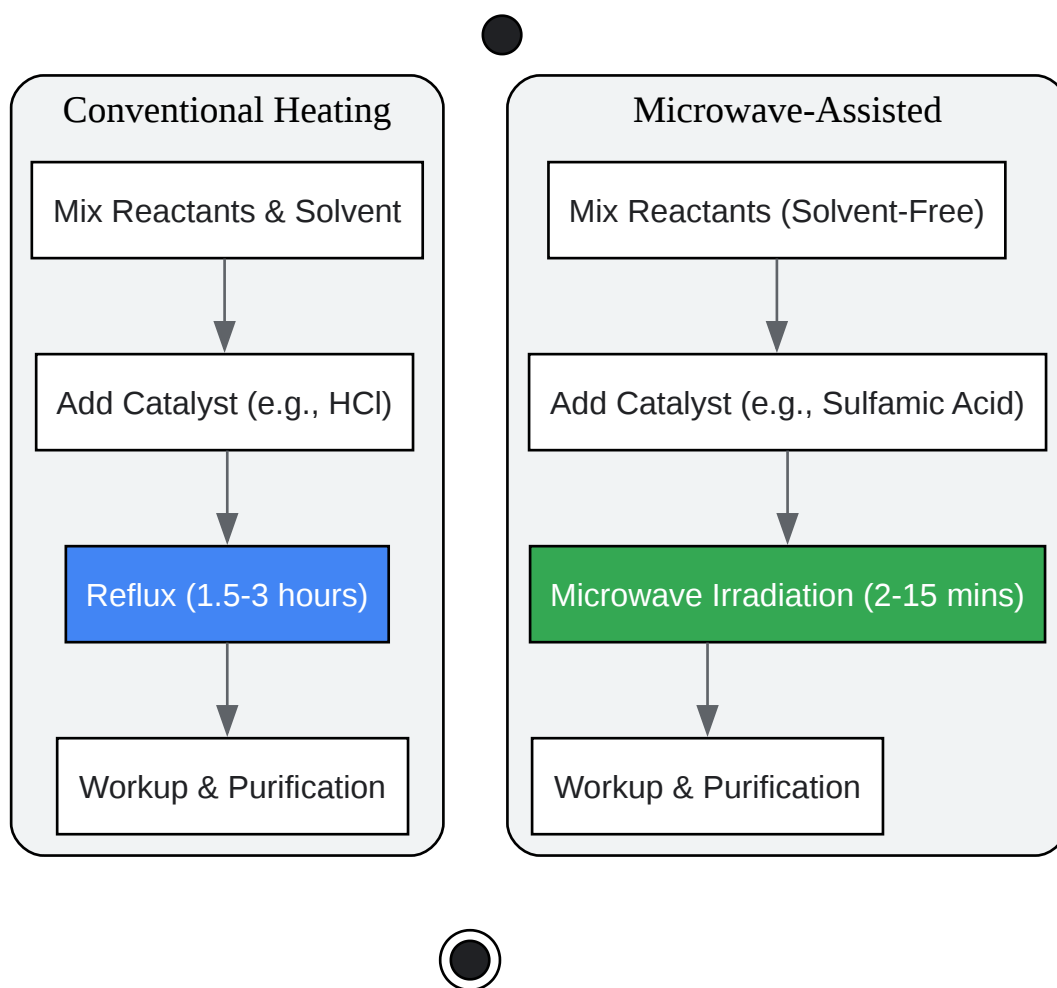 Conventional Heating
Mix Reactants & Solvent
Add Catalyst (e.g., HCl)
Reflux (1.5-3 hours)
Workup & Purification
Microwave-Assisted
Mix Reactants (Solvent-Free)
Add Catalyst (e.g., Sulfamic Acid)
Microwave Irradiation (2-15 mins)
Workup & Purification